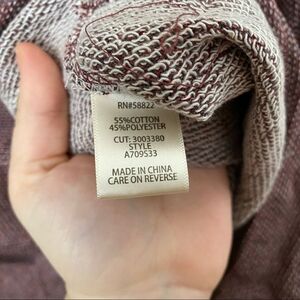 RN#58822
55%COTTON
45%POLYESTER
CUT: 3003380
STYLE
A709533
MADE IN CHINA
CARE ON REVERSE